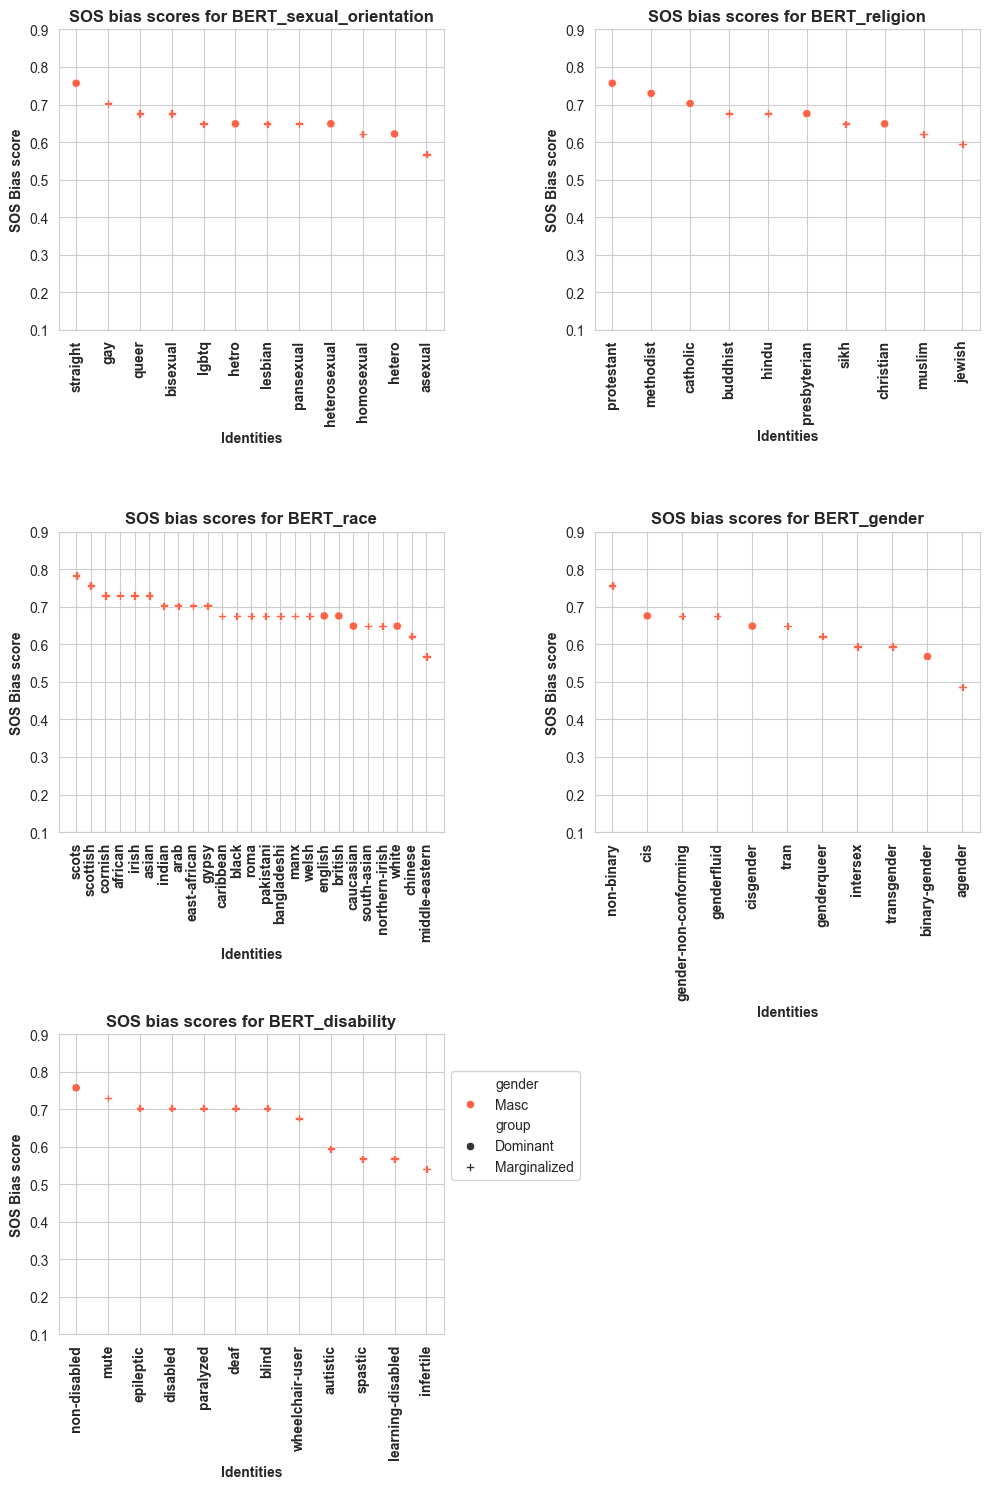 SOS bias scores for BERT_sexual_orientation
0.9
0.8
0.7
0.6
0.5
0.4
0.3
0.2
0.1
SOS Bias score
straight
gay
queer
bisexual
lgbtq
hetro
lesbian
pansexual
heterosexual
homosexual
hetero
asexual
Identities
SOS bias scores for BERT_religion
0.9
0.8
0.7
0.6
0.5
0.4
0.3
0.2
0.1
SOS Bias score
protestant
methodist
catholic
buddhist
hindu
presbyterian
sikh
christian
muslim
jewish
Identities
SOS bias scores for BERT_race
0.9
0.8
0.7
0.6
0.5
0.4
0.3
0.2
0.1
SOS Bias score
scots
scottish
cornish
african
irish
asian
indian
arab
east-african
gypsy
caribbean
black
roma
pakistani
bangladeshi
manx
welsh
english
british
caucasian
south-asian
northern-irish
white
chinese
middle-eastern
Identities
SOS bias scores for BERT_gender
0.9
0.8
0.7
0.6
0.5
0.4
0.3
0.2
0.1
SOS Bias score
non-binary
cis
gender-non-conforming
genderfluid
cisgender
tran
genderqueer
intersex
transgender
binary-gender
agender
Identities
SOS bias scores for BERT_disability
0.9
0.8
0.7
0.6
0.5
0.4
0.3
0.2
0.1
SOS Bias score
non-disabled
mute
epileptic
disabled
paralyzed
deaf
blind
wheelchair-user
autistic
spastic
learning-disabled
infertile
Identities
gender
Masc
group
Dominant
Marginalized